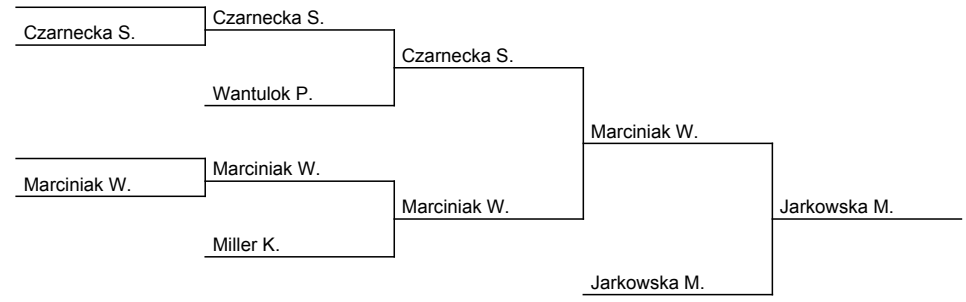 Czarnecka S.
Czarnecka S.
Czarnecka S.
Wantulok P.
Marciniak W.
Marciniak W.
Marciniak W.
Marciniak W.
Jarkowska M.
Miller K.
Jarkowska M.